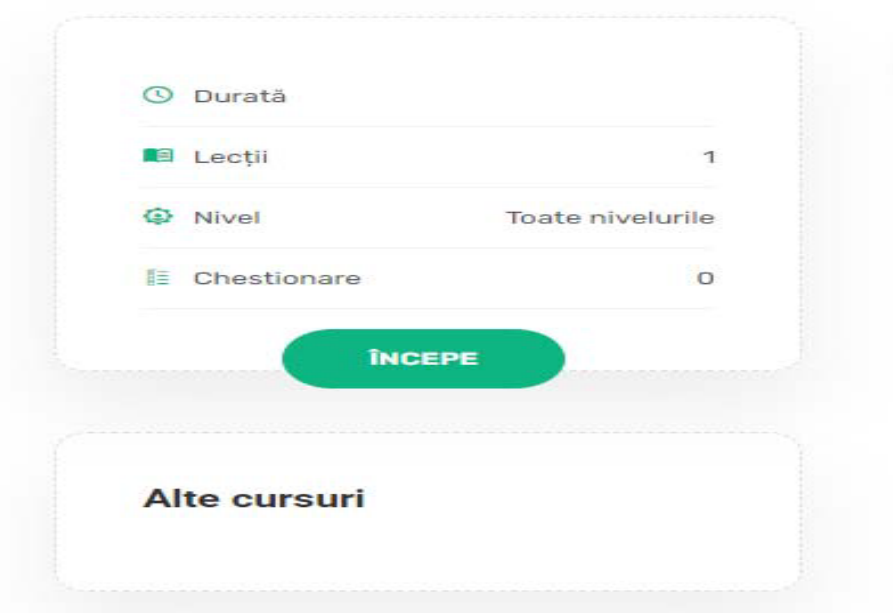 Durată
Lecții 1
Nivel Toate nivelurile
Chestionare 0
ÎNCEPE
Alte cursuri